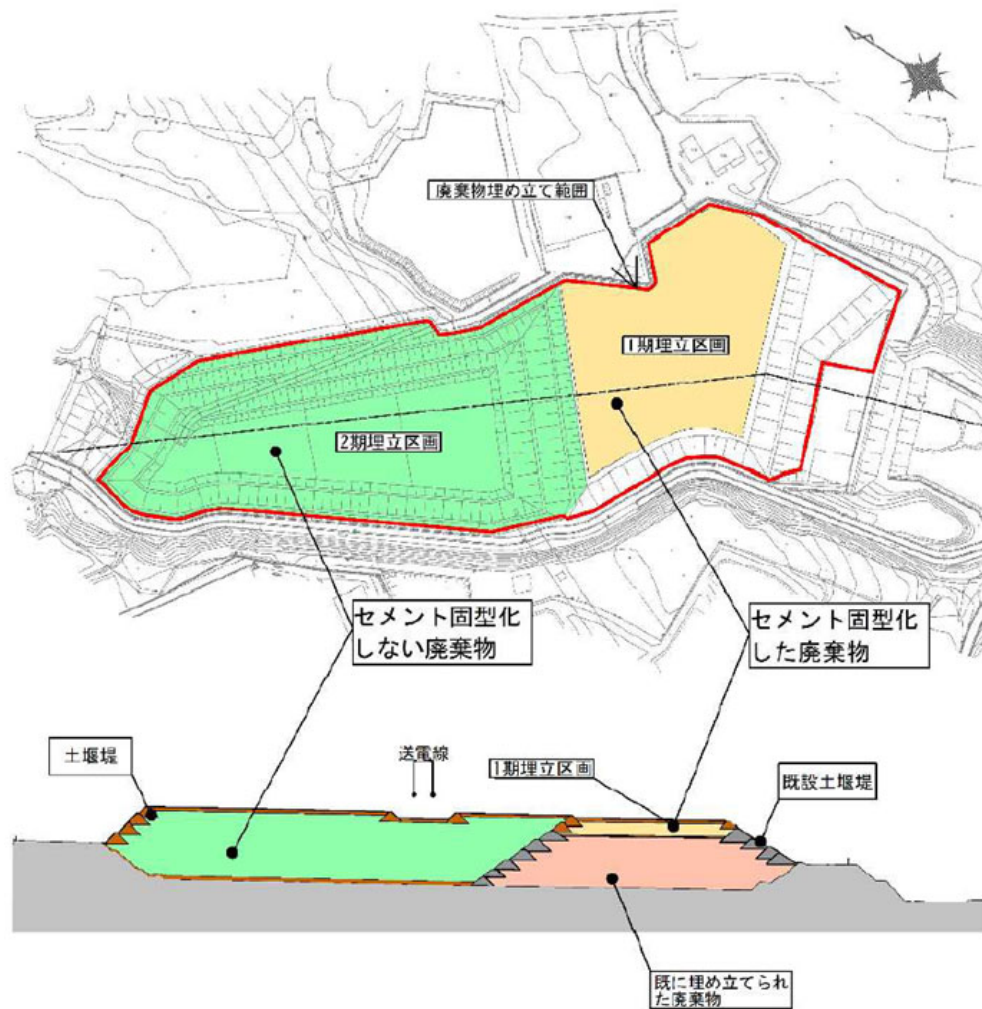 廃棄物埋め立て範囲
1期埋立区画
2期埋立区画
セメント固型化
しない廃棄物
セメント固型化
した廃棄物
土堰堤
送電線
1期埋立区画
既設土堰堤
既に埋め立てられ
た廃棄物